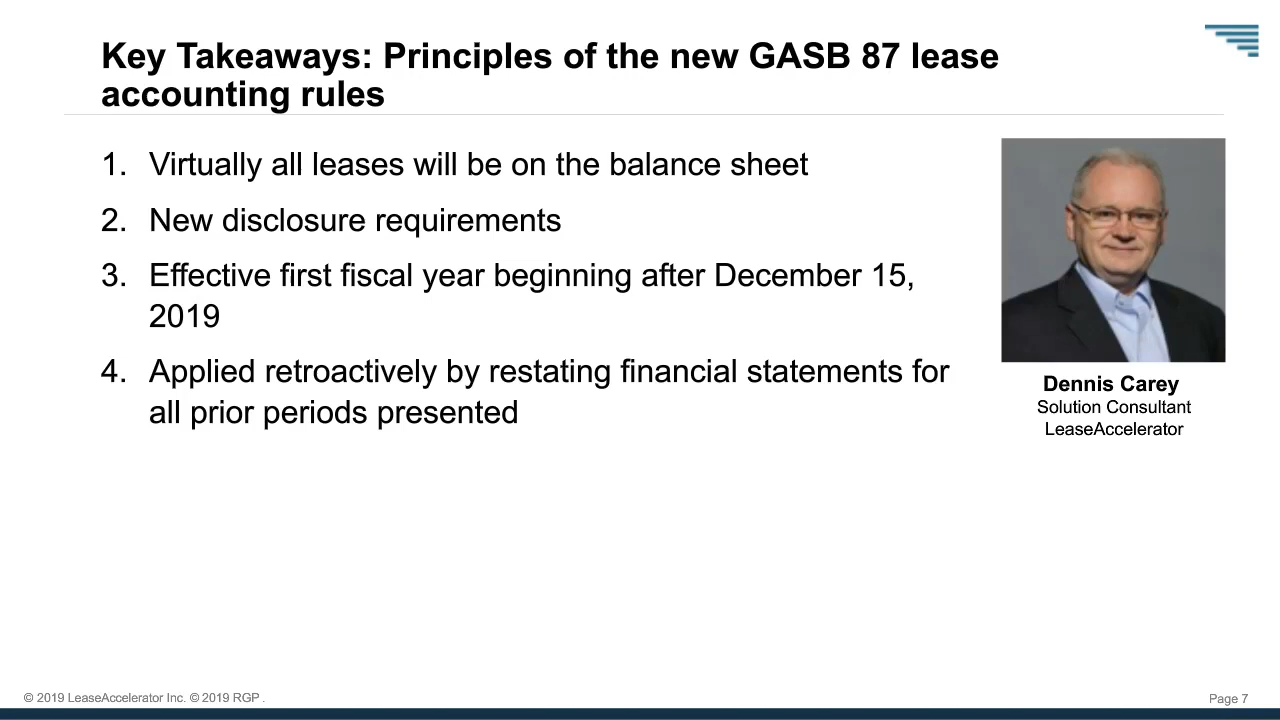 Key Takeaways: Principles of the new GASB 87 lease
accounting rules
1. Virtually all leases will be on the balance sheet
2. New disclosure requirements
3. Effective first fiscal year beginning after December 15,
2019
4. Applied retroactively by restating financial statements for
all prior periods presented
Dennis Carey
Solution Consultant
LeaseAccelerator
© 2019 LeaseAccelerator Inc. © 2019 RGP .
Page 7